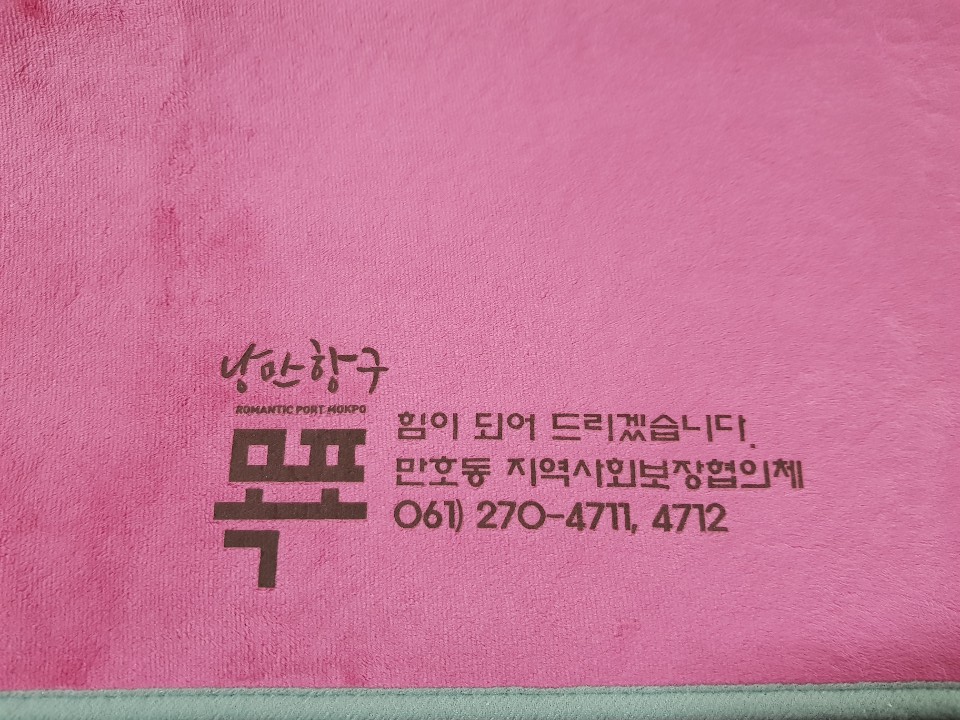 낭만항구
ROMANTIC PORT MOKPO
목포
힘이 되어 드리겠습니다.
만호동 지역사회보장협의체
061) 270-4711, 4712